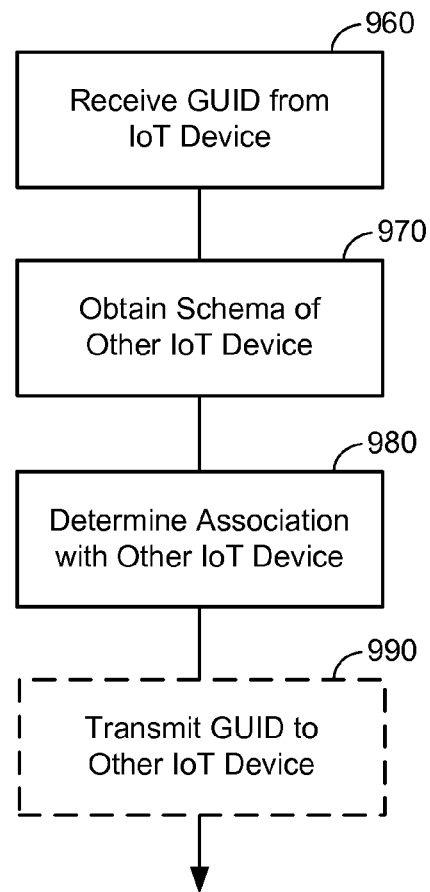 960
Receive GUID from
IoT Device
970
Obtain Schema of
Other IoT Device
980
Determine Association
with Other IoT Device
990
Transmit GUID to
Other IoT Device